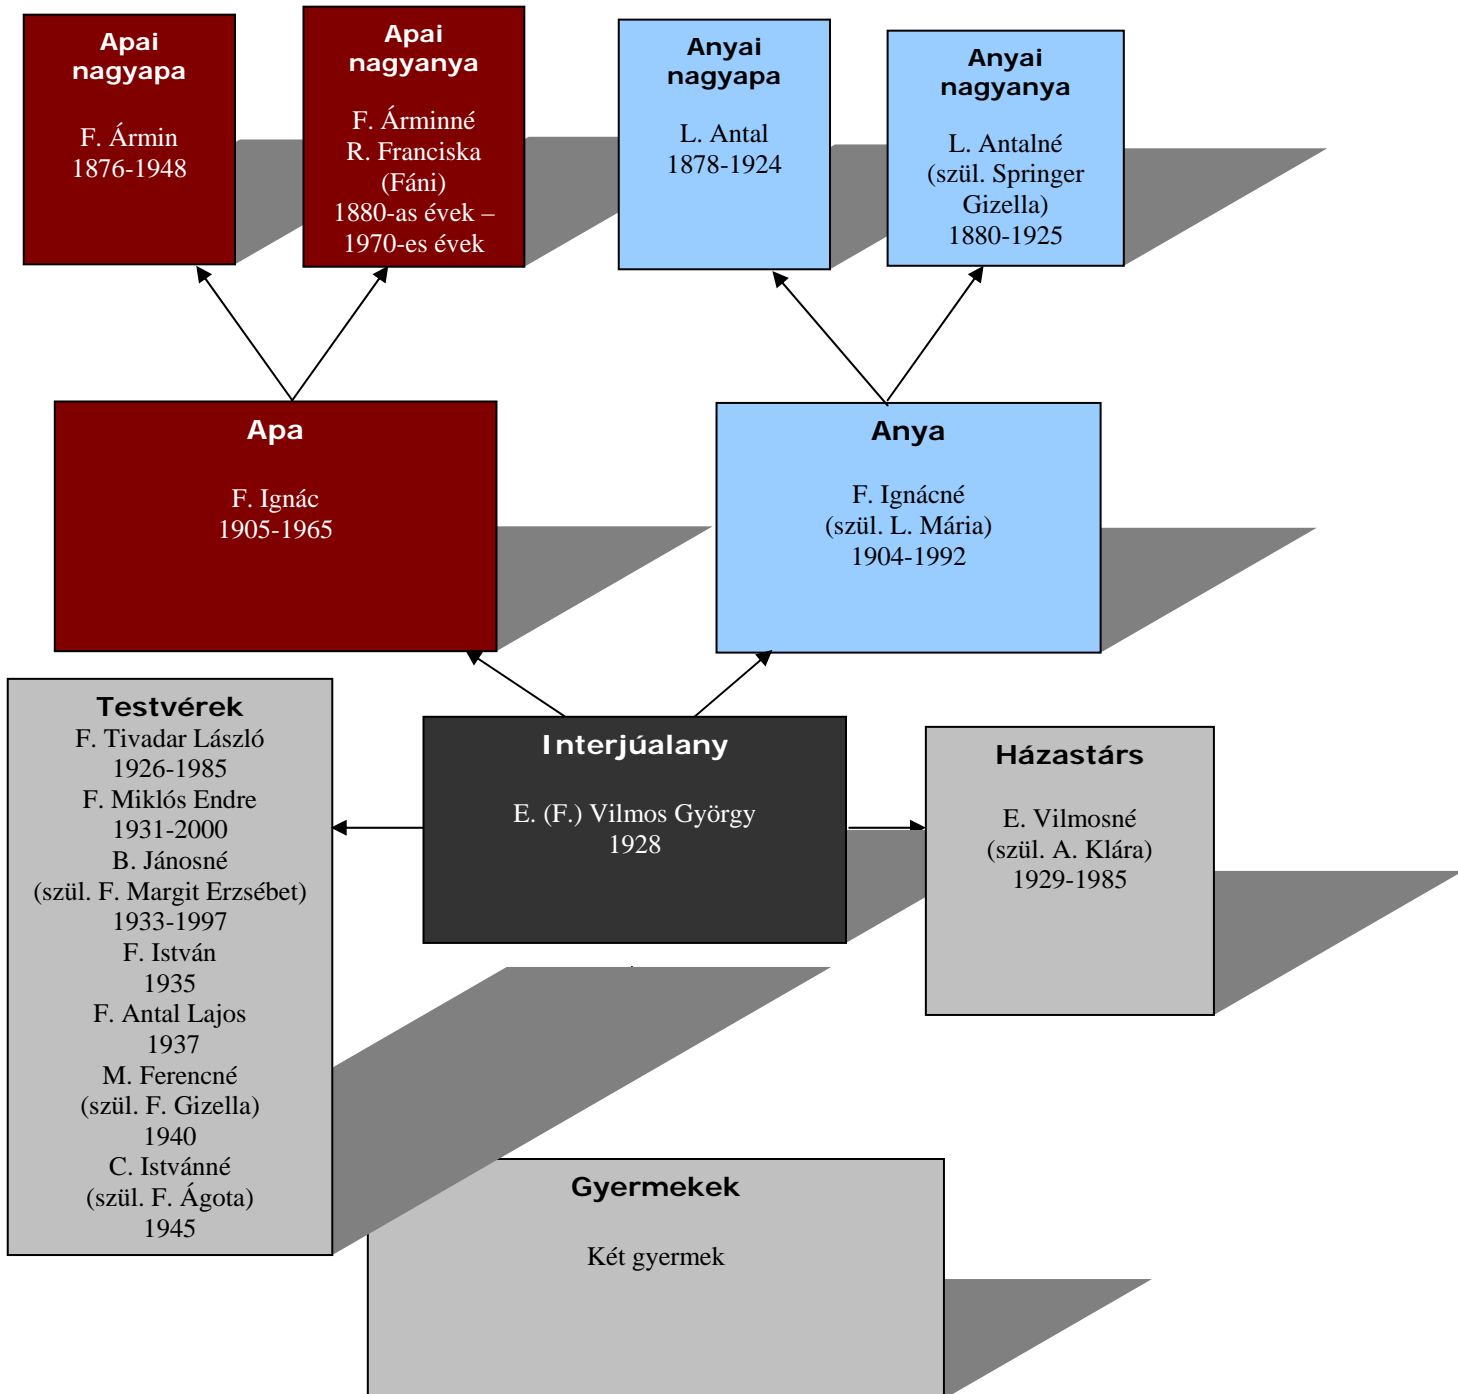 Apai
nagyapa
F. Ármin
1876-1948
Apai
nagyanya
F. Árminné
R. Franciska
(Fáni)
1880-as évek –
1970-es évek
Anyai
nagyapa
L. Antal
1878-1924
Anyai
nagyanya
L. Antalné
(szül. Springer
Gizella)
1880-1925
Apa
F. Ignác
1905-1965
Anya
F. Ignácné
(szül. L. Mária)
1904-1992
Testvérek
F. Tivadar László
1926-1985
F. Miklós Endre
1931-2000
B. Jánosné
(szül. F. Margit Erzsébet)
1933-1997
F. István
1935
F. Antal Lajos
1937
M. Ferencné
(szül. F. Gizella)
1940
C. Istvánné
(szül. F. Ágota)
1945
Interjúalany
E. (F.) Vilmos György
1928
Házastárs
E. Vilmosné
(szül. A. Klára)
1929-1985
Gyermekek
Két gyermek